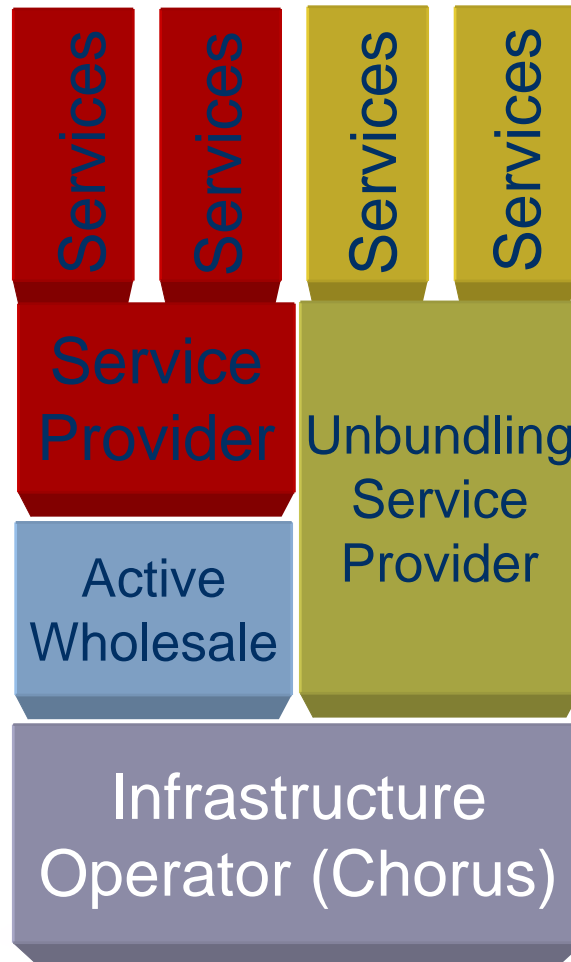 Services
Services
Services
Services
Service
Provider
Unbundling
Service
Provider
Active
Wholesale
Infrastructure
Operator (Chorus)